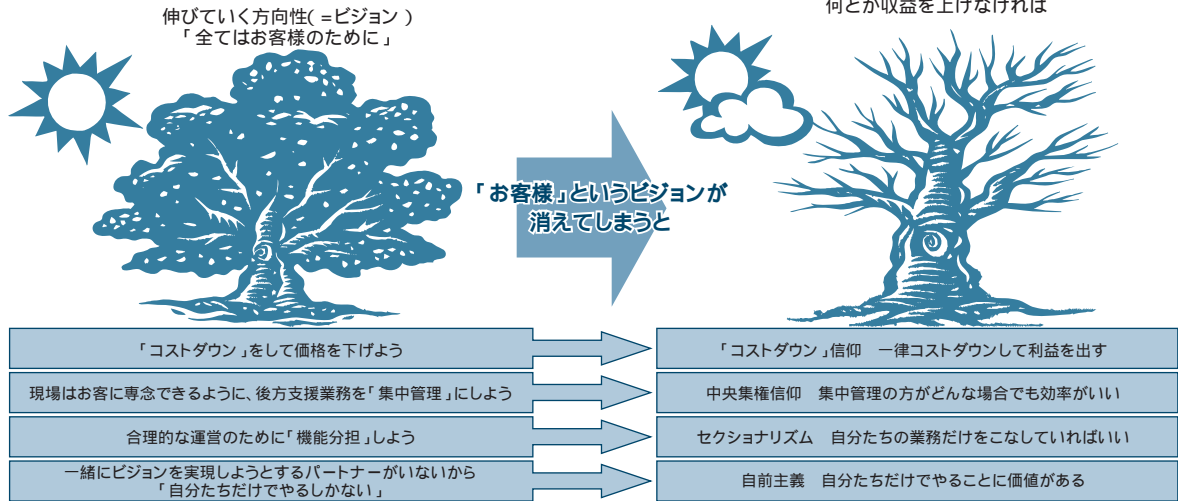 伸びていく方向性( =ビジョン )
「全てはお客様のために」
何とか収益を上げなければ
「お客様」というビジョンが
消えてしまうと
「コストダウン」をして価格を下げよう
「コストダウン」信仰　一律コストダウンして利益を出す
現場はお客に専念できるように、後方支援業務を「集中管理」にしよう
中央集権信仰　集中管理の方がどんな場合でも効率がいい
合理的な運営のために「機能分担」しよう
セクショナリズム　自分たちの業務だけをこなしていればいい
一緒にビジョンを実現しようとするパートナーがいないから
「自分たちだけでやるしかない」
自前主義　自分たちだけでやることに価値がある